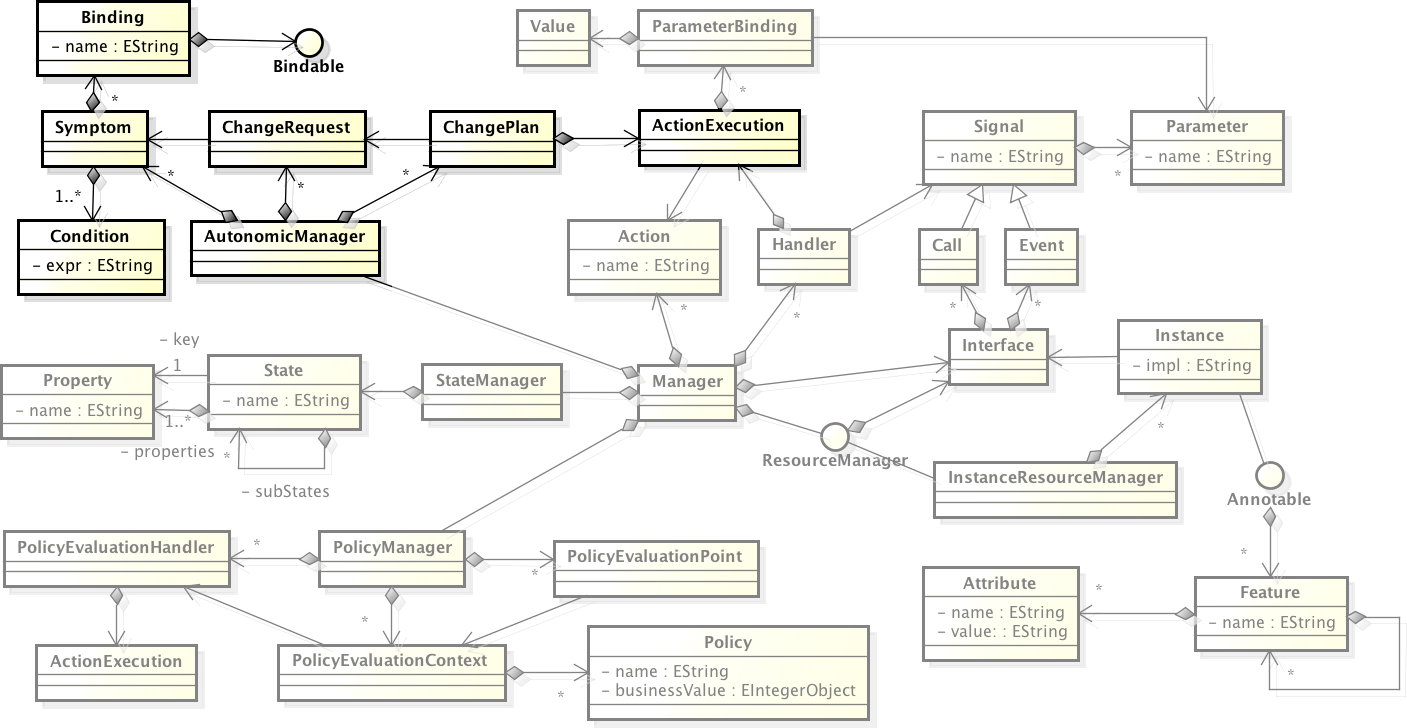 Binding
- name : EString
Bindable
Value
ParameterBinding
*
*
Symptom
ChangeRequest
ChangePlan
ActionExecution
Signal
- name : EString
Parameter
- name : EString
*
1..*
*
*
*
Condition
- expr : EString
AutonomicManager
Action
- name : EString
Handler
Call
Event
*
*
*
*
- key
1
Property
- name : EString
State
- name : EString
StateManager
Manager
Interface
Instance
- impl : EString
1..*
- properties
*
- subStates
ResourceManager
*
InstanceResourceManager
Annotable
PolicyEvaluationHandler
*
PolicyManager
*
PolicyEvaluationPoint
*
*
Attribute
- name : EString
- value: : EString
*
Feature
- name : EString
*
ActionExecution
PolicyEvaluationContext
*
Policy
- name : EString
- businessValue : EIntegerObject